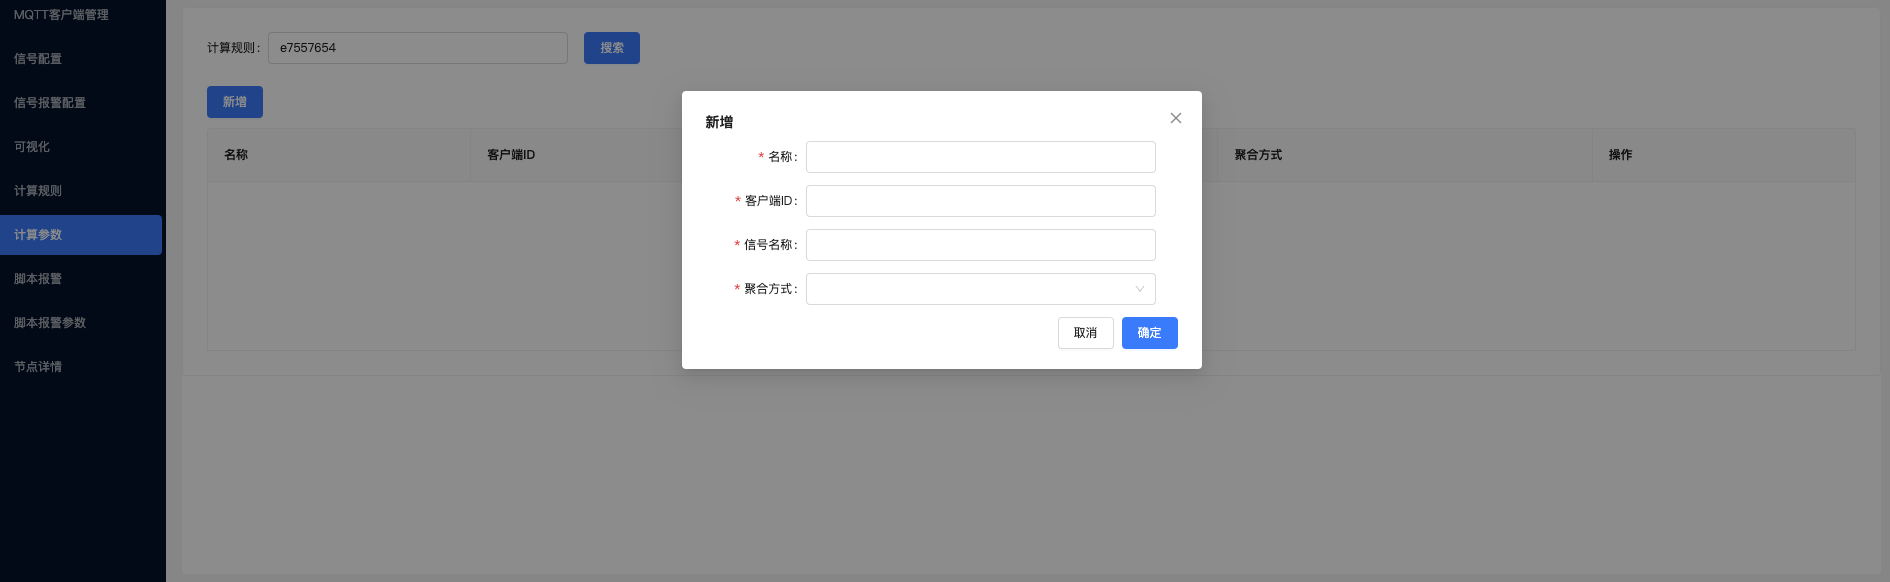 MQTT客户端管理
信号配置
信号报警配置
可视化
计算规则
计算参数
脚本报警
脚本报警参数
节点详情
计算规则: e7557654 搜索
新增
名称 客户端ID 聚合方式 操作
新增
* 名称:
* 客户端ID:
* 信号名称:
* 聚合方式:
取消 确定